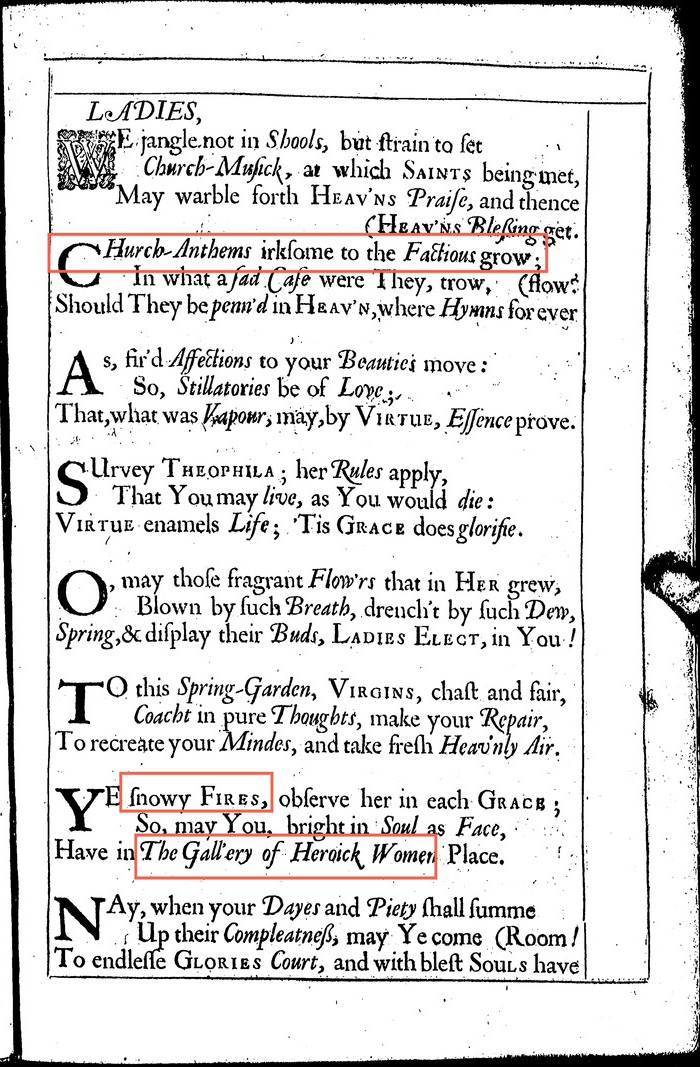 LADIES,
WE jangle not in Shools, but ſtrain to ſet
Church-Muſick, at which SAINTS being met,
May warble forth HEAV'NS Praiſe, and thence
(HEAV'NS Bleſsing get.
CHurch-Anthems irkſome to the Factious grow;
In what a ſad Caſe were They, trow, (flow?
Should They be penn'd in HEAV'N, where Hymns for ever
As, fir'd Affections to your Beauties move:
So, Stillatories be of Love;
That, what was Vapour, may, by VIRTUE, Eſſence prove.
SUrvey THEOPHILA; her Rules apply,
That You may live, as You would die:
VIRTUE enamels Life; 'Tis GRACE does glorifie.
O, may thoſe fragrant Flow'rs that in HER grew,
Blown by ſuch Breath, drench't by ſuch Dew,
Spring, & diſplay their Buds, LADIES ELECT, in You!
TO this Spring-Garden, VIRGINS, chaſt and fair,
Coacht in pure Thoughts, make your Repair,
To recreate your Mindes, and take freſh Heav'nly Air.
YE ſnowy FIRES, obſerve her in each GRACE;
So, may You, bright in Soul as Face,
Have in The Gall'ery of Heroick Women Place.
NAy, when your Dayes and Piety ſhall ſumme
Up their Compleatneß, may Ye come (Room!
To endleſſe GLORIES Court, and with bleſt SOULS have